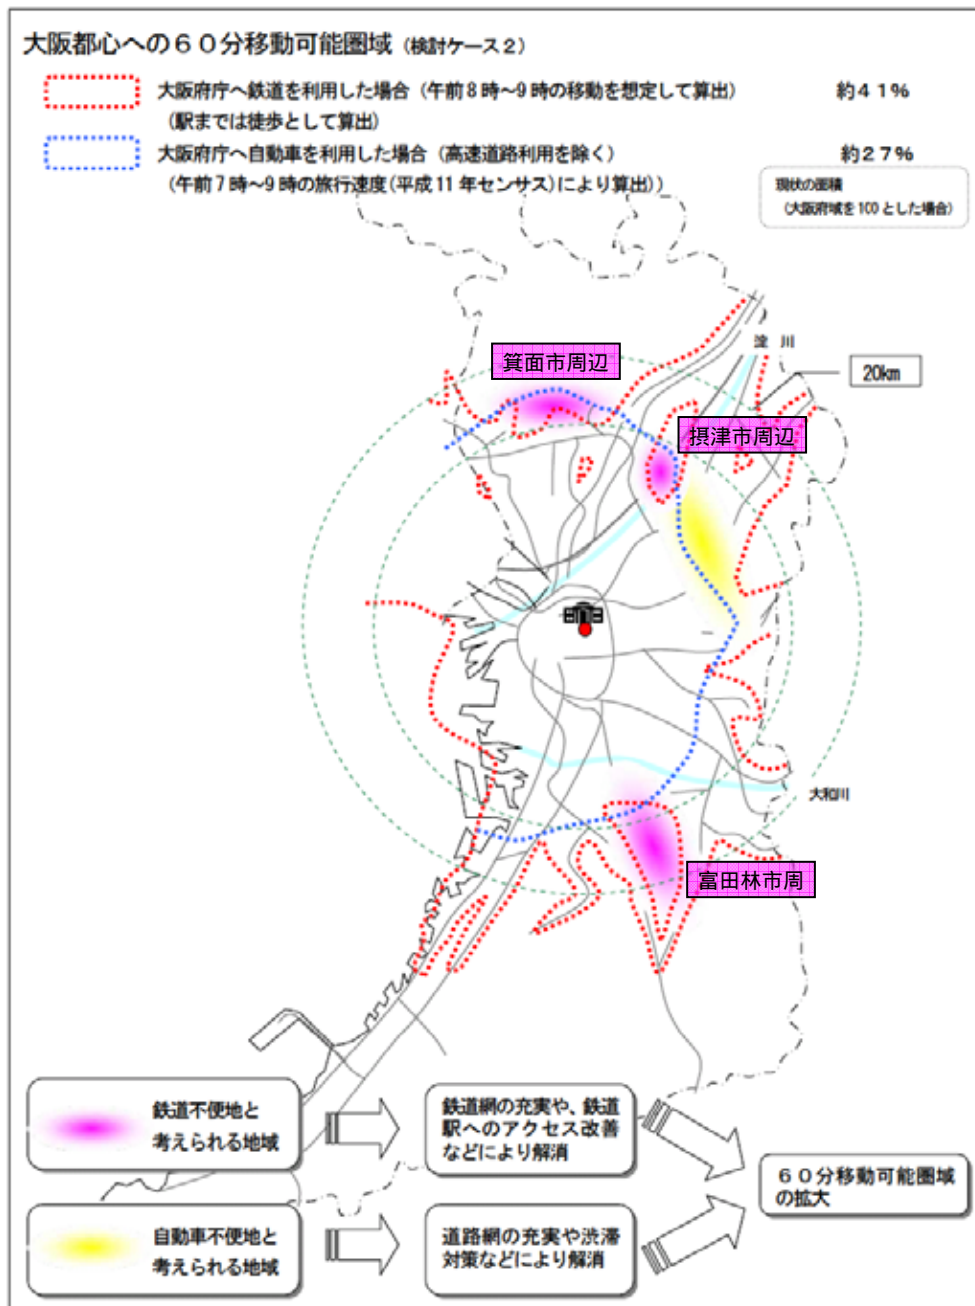 大阪都心への６０分移動可能圏域（検討ケース２）
大阪府庁へ鉄道を利用した場合（午前８時～９時の移動を想定して算出） 約４１％
（駅までは徒歩として算出）
大阪府庁へ自動車を利用した場合（高速道路利用を除く） 約２７％
（午前７時～９時の旅行速度（平成11年センサス）により算出））
現状の面積
（大阪府域を100とした場合）
淀 川
箕面市周辺
20km
摂津市周辺
大和川
富田林市周
鉄道不便地と
考えられる地域
鉄道網の充実や、鉄道
駅へのアクセス改善
などにより解消
６０分移動可能圏域
の拡大
自動車不便地と
考えられる地域
道路網の充実や渋滞
対策などにより解消